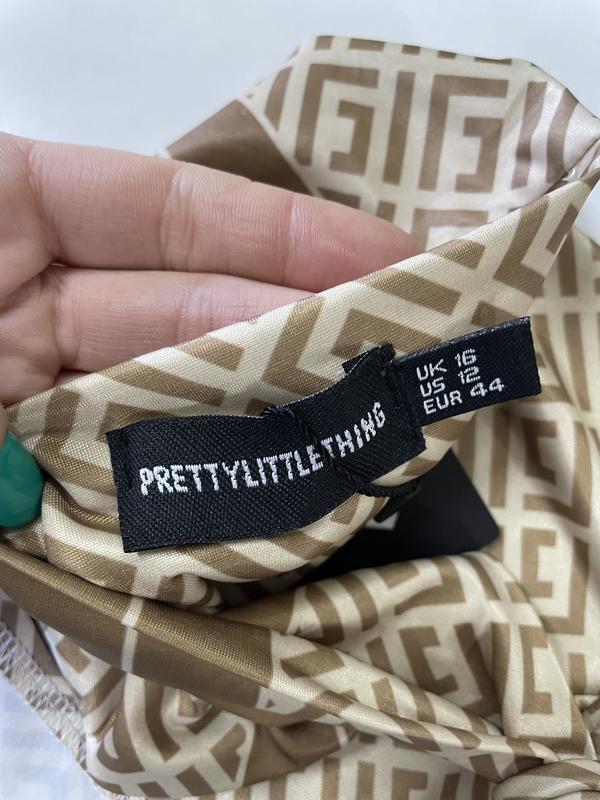 PRETTYLITTLETHING
UK 16
US 12
EUR 44